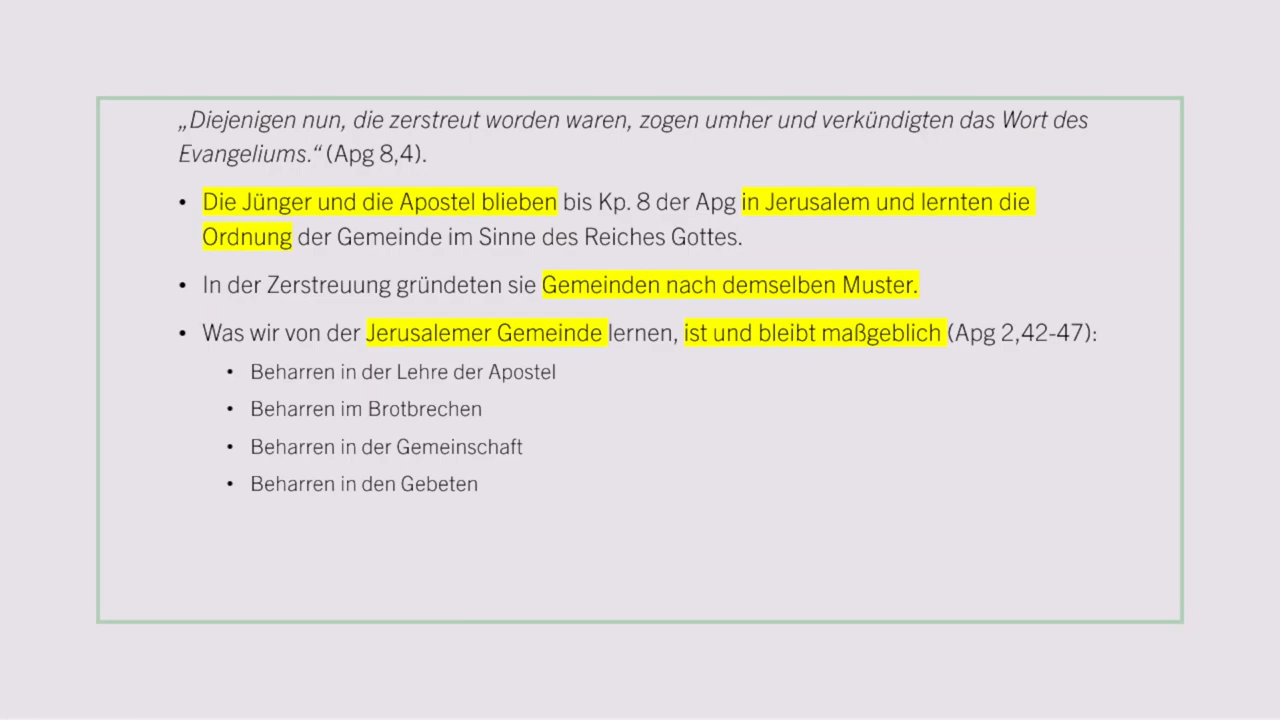 „Diejenigen nun, die zerstreut worden waren, zogen umher und verkündigten das Wort des
Evangeliums.“ (Apg 8,4).
• Die Jünger und die Apostel blieben bis Kp. 8 der Apg in Jerusalem und lernten die
Ordnung der Gemeinde im Sinne des Reiches Gottes.
• In der Zerstreuung gründeten sie Gemeinden nach demselben Muster.
• Was wir von der Jerusalemer Gemeinde lernen, ist und bleibt maßgeblich (Apg 2,42-47):
• Beharren in der Lehre der Apostel
• Beharren im Brotbrechen
• Beharren in der Gemeinschaft
• Beharren in den Gebeten